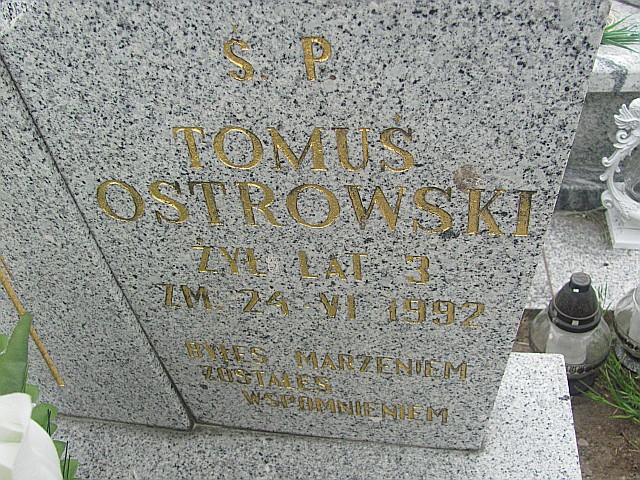 Ś. P.
TOMUŚ
OSTROWSKI
ŻYŁ LAT 3
ZM. 24 VI 1992
BYŁEŚ MARZENIEM
ZOSTAŁEŚ
WSPOMNIENIEM